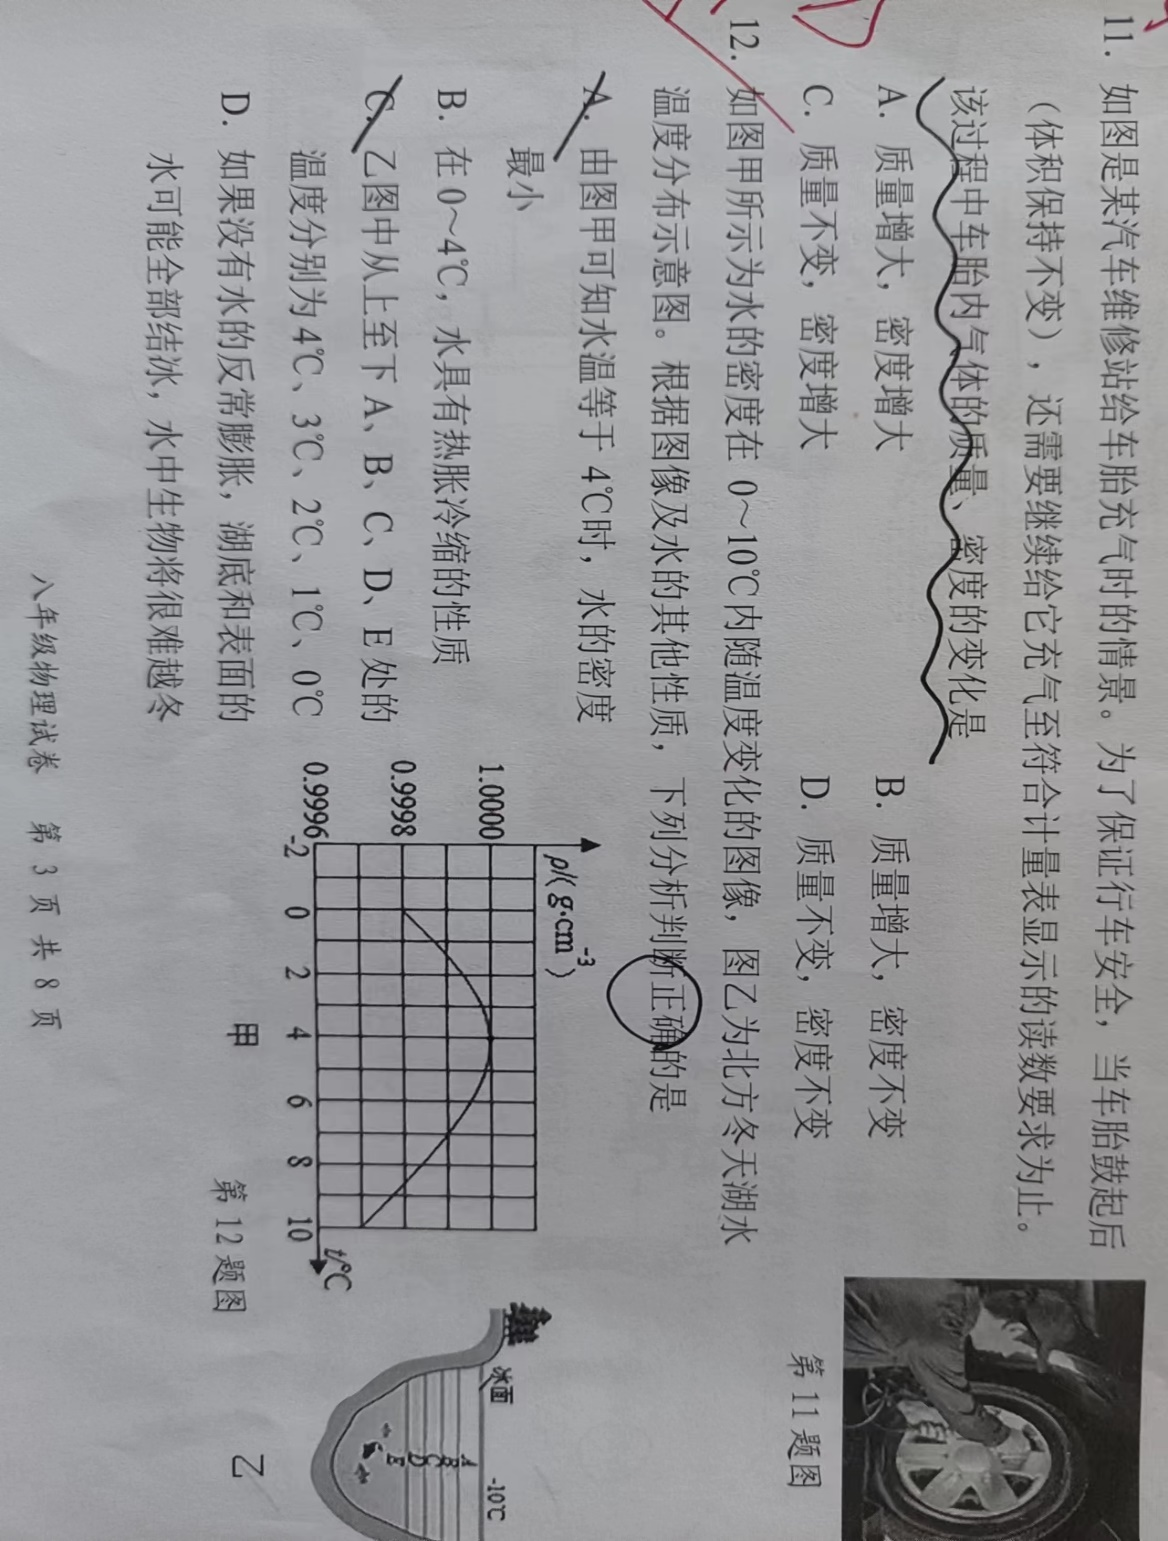 11. 如图是某汽车维修站给车胎充气时的情景。为了保证行车安全，当车胎鼓起后
（体积保持不变），还需要继续给它充气至符合计量表显示的读数要求为止。
该过程中车胎内气体的质量、密度的变化是
A. 质量增大，密度增大 B. 质量增大，密度不变
C. 质量不变，密度增大 D. 质量不变，密度不变
第11题图
12. 如图甲所示为水的密度在 0～10℃内随温度变化的图像，图乙为北方冬天湖水
温度分布示意图。根据图像及水的其他性质，下列分析判断正确的是
A. 由图甲可知水温等于 4℃时，水的密度
最小
B. 在 0～4℃，水具有热胀冷缩的性质
C. 乙图中从上至下 A、B、C、D、E 处的
温度分别为 4℃、3℃、2℃、1℃、0℃
D. 如果没有水的反常膨胀，湖底和表面的
水可能全部结冰，水中生物将很难越冬
ρ/(g·cm⁻³)
1.0000
0.9998
0.9996
-2 0 2 4 6 8 10 t/℃
甲
冰面 -10℃
A
B
C
D
E
乙
第12题图
八年级物理试卷 第 3 页 共 8 页